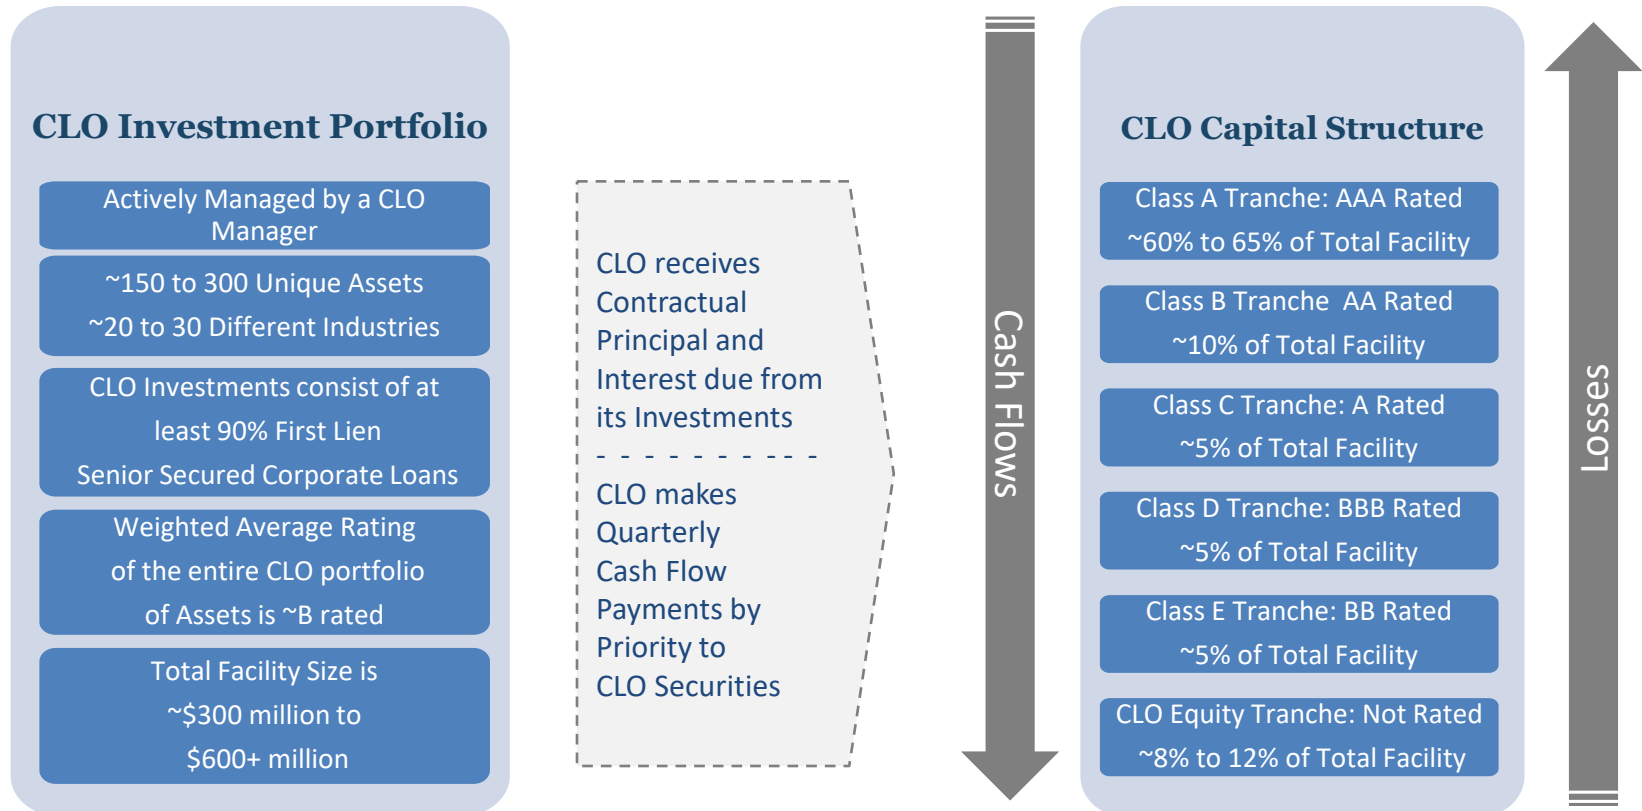 CLO Investment Portfolio
Actively Managed by a CLO
Manager
~150 to 300 Unique Assets
~20 to 30 Different Industries
CLO Investments consist of at
least 90% First Lien
Senior Secured Corporate Loans
Weighted Average Rating
of the entire CLO portfolio
of Assets is ~B rated
Total Facility Size is
~$300 million to
$600+ million
CLO receives
Contractual
Principal and
Interest due from
its Investments
- - - - - - - - - -
CLO makes
Quarterly
Cash Flow
Payments by
Priority to
CLO Securities
Cash Flows
CLO Capital Structure
Class A Tranche: AAA Rated
~60% to 65% of Total Facility
Class B Tranche  AA Rated
~10% of Total Facility
Class C Tranche: A Rated
~5% of Total Facility
Class D Tranche: BBB Rated
~5% of Total Facility
Class E Tranche: BB Rated
~5% of Total Facility
CLO Equity Tranche: Not Rated
~8% to 12% of Total Facility
Losses